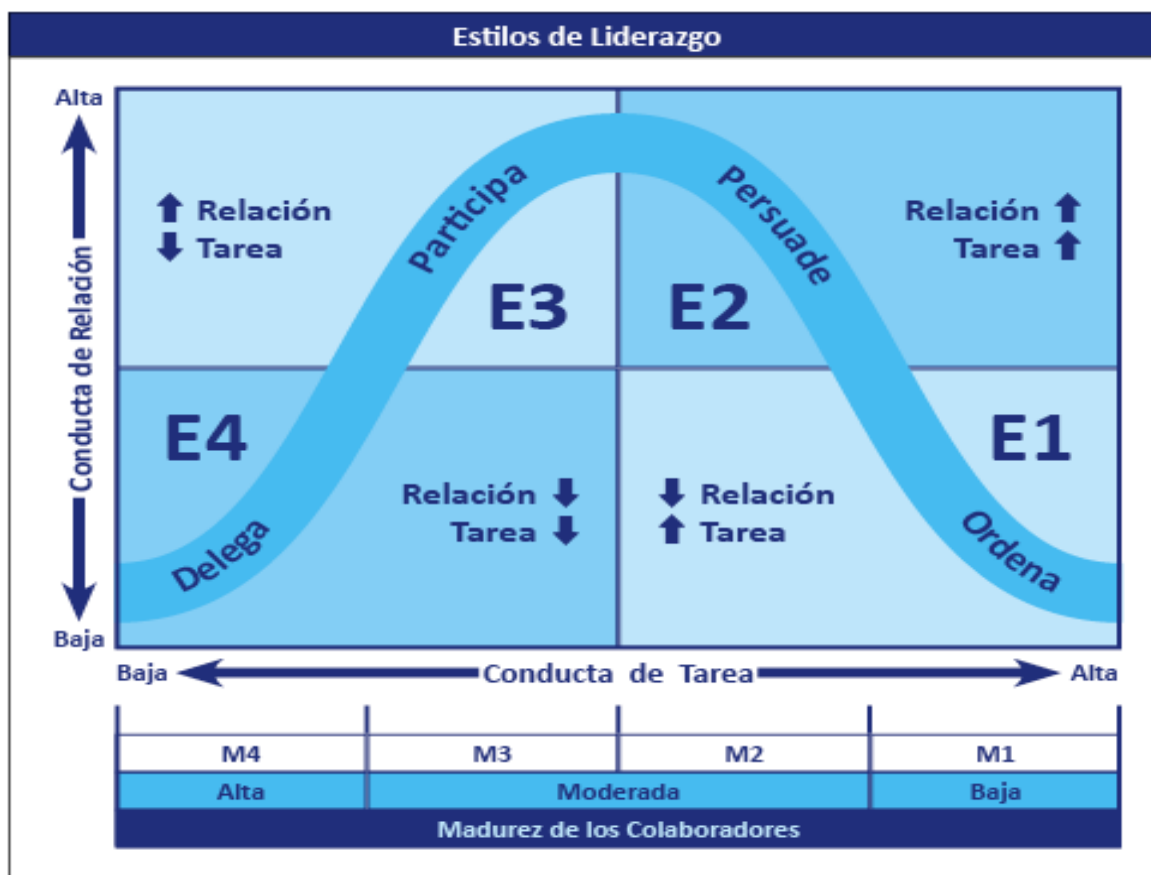 Estilos de Liderazgo
Alta
Conducta de Relación
Baja
Relación
Tarea
Participa
E3
Persuade
E2
Relación
Tarea
E4
Delega
Relación
Tarea
Relación
Tarea
E1
Ordena
Baja
Conducta de Tarea
Alta
M4 M3 M2 M1
Alta Moderada Baja
Madurez de los Colaboradores